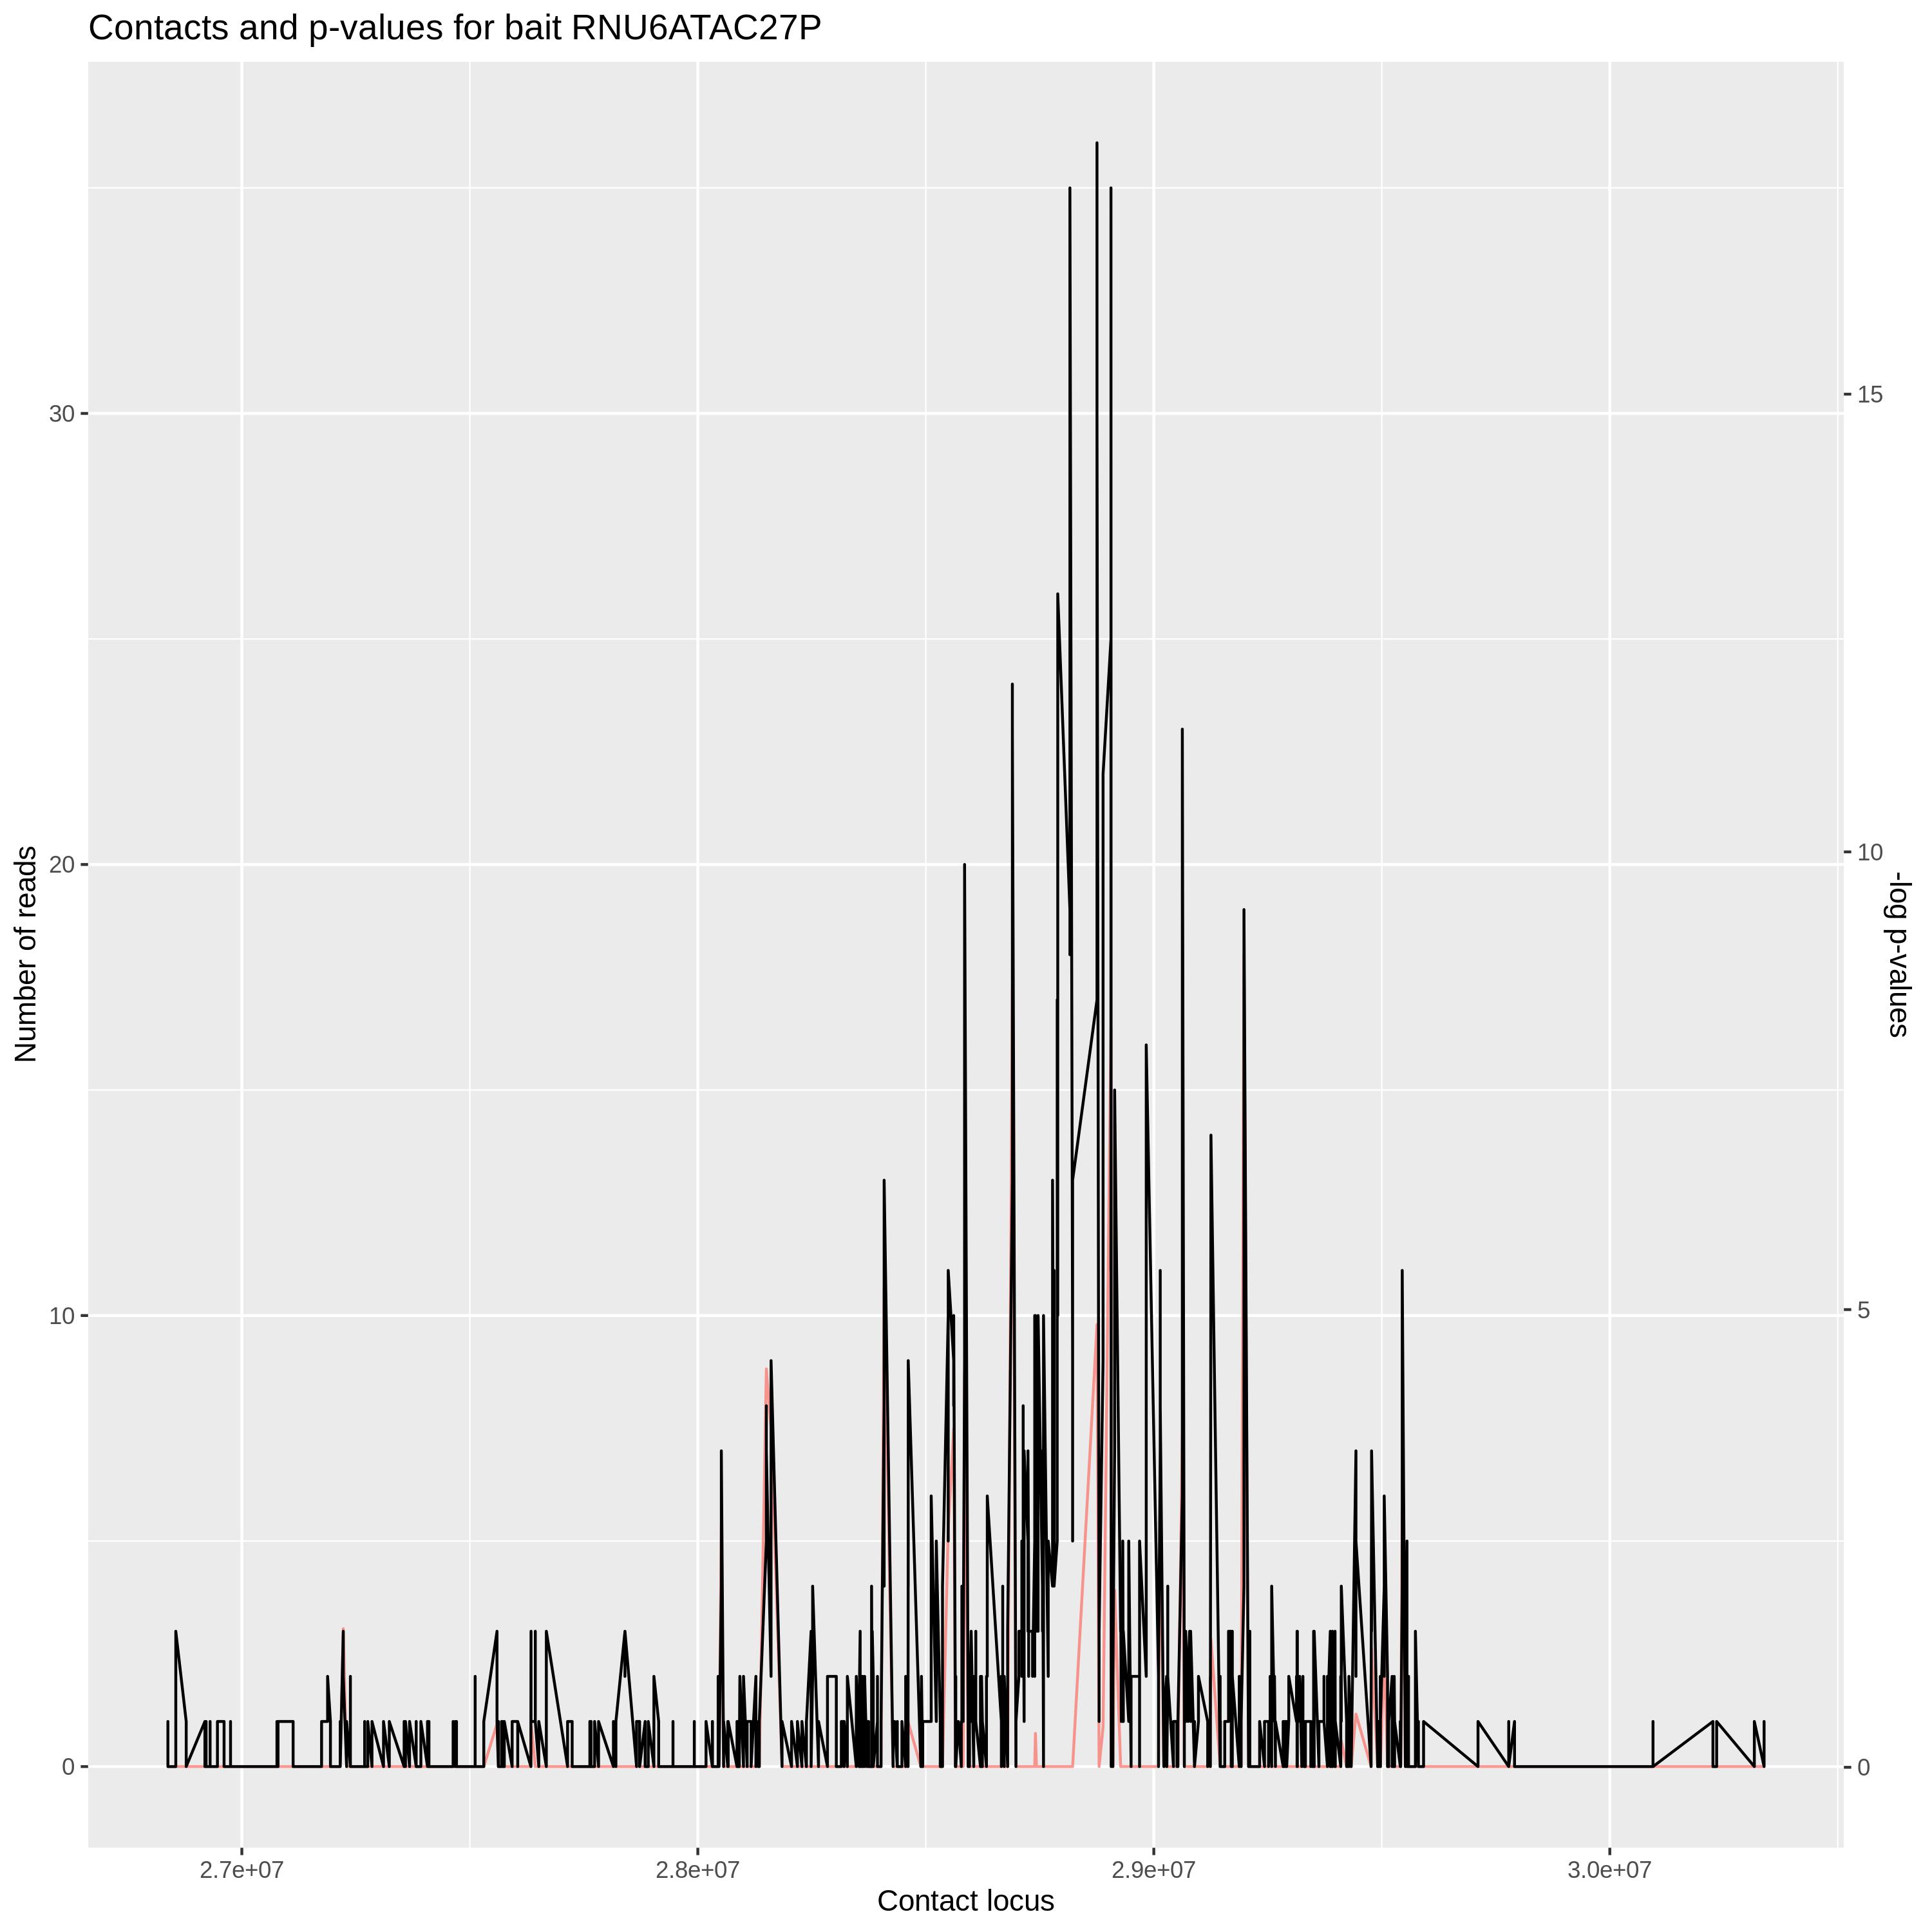 Contacts and p-values for bait RNU6ATAC27P
30
20
10
0
Number of reads
15
10
5
0
-log p-values
2.7e+07
2.8e+07
2.9e+07
3.0e+07
Contact locus